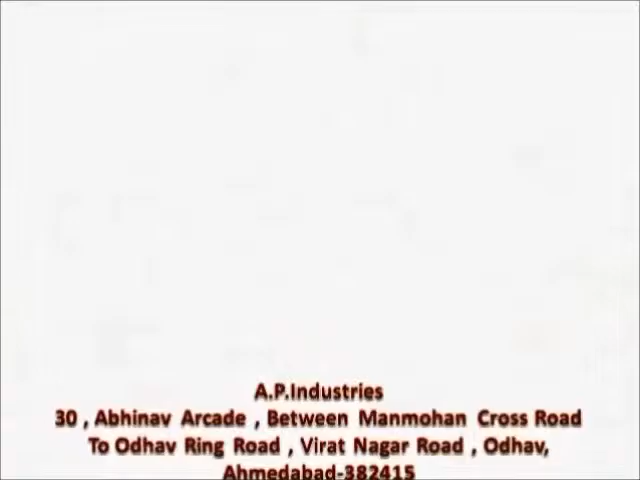 A.P.Industries
30 , Abhinav Arcade , Between Manmohan Cross Road
To Odhav Ring Road , Virat Nagar Road , Odhav,
Ahmedabad-382415